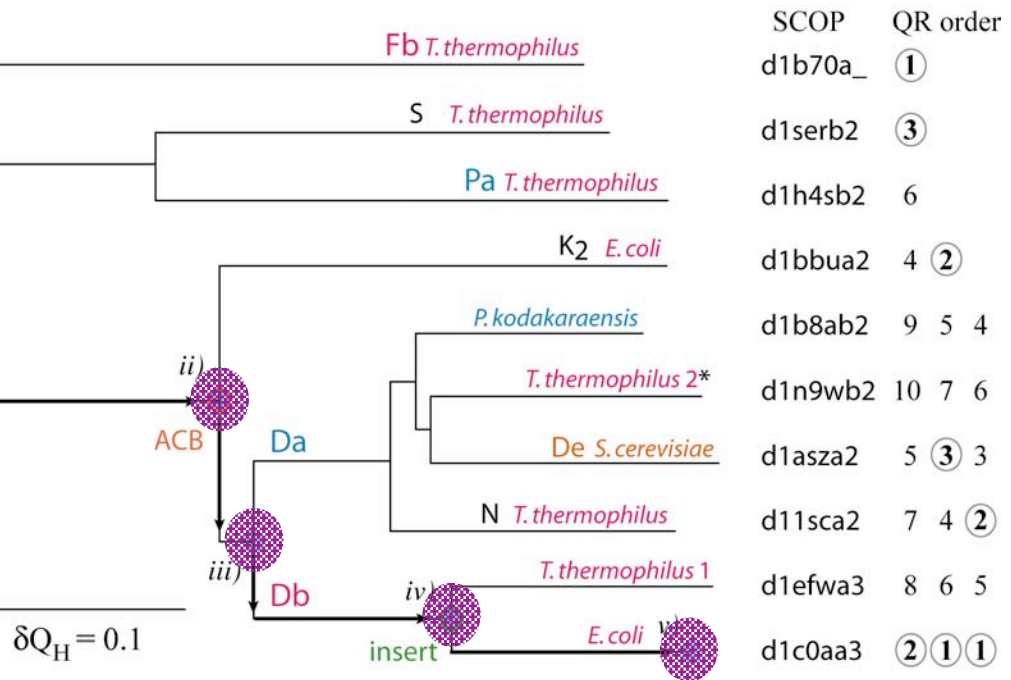 SCOP QR order
Fb T. thermophilus d1b70a_ 1
S T. thermophilus d1serb2 3
Pa T. thermophilus d1h4sb2 6
K2 E. coli d1bbua2 4 2
P. kodakaraensis d1b8ab2 9 5 4
ii)
T. thermophilus 2* d1n9wb2 10 7 6
ACB Da De S. cerevisiae d1asza2 5 3 3
N T. thermophilus d11sca2 7 4 2
iii) T. thermophilus 1 d1efwa3 8 6 5
Db iv)
δQH = 0.1 insert E. coli v) d1c0aa3 2 1 1